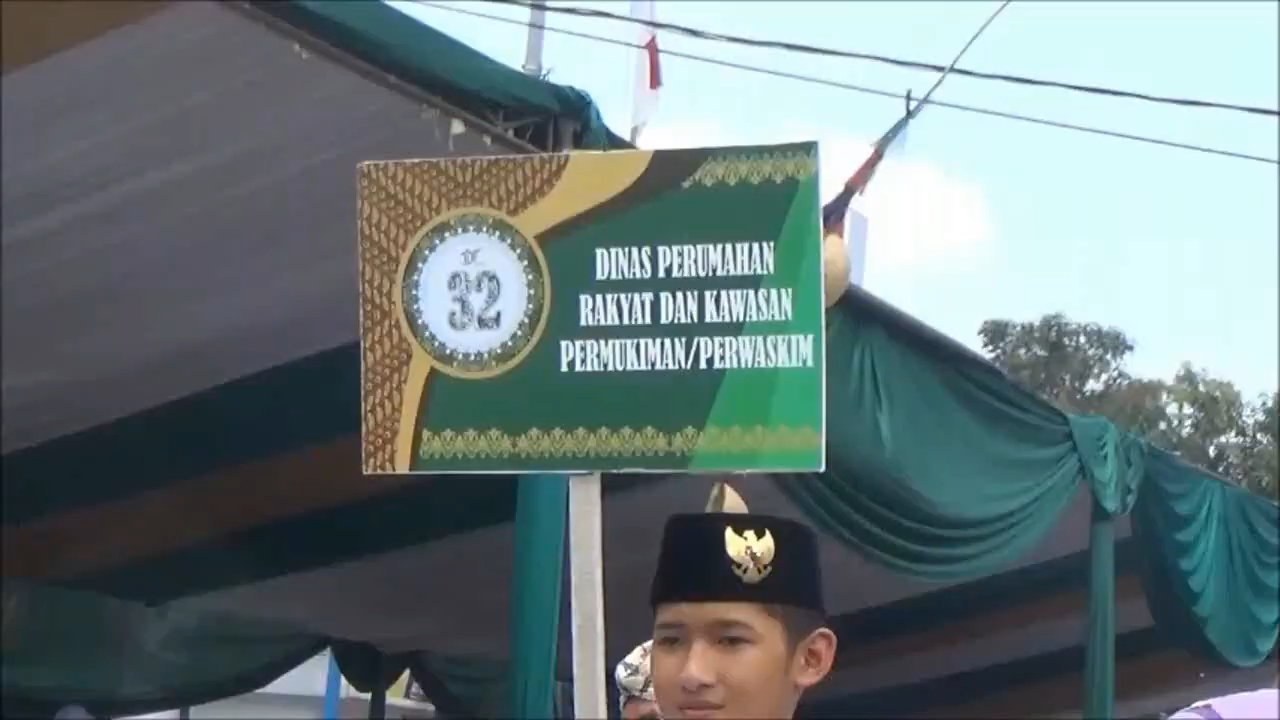 32
DINAS PERUMAHAN
RAKYAT DAN KAWASAN
PERMUKIMAN/PERWASKIM